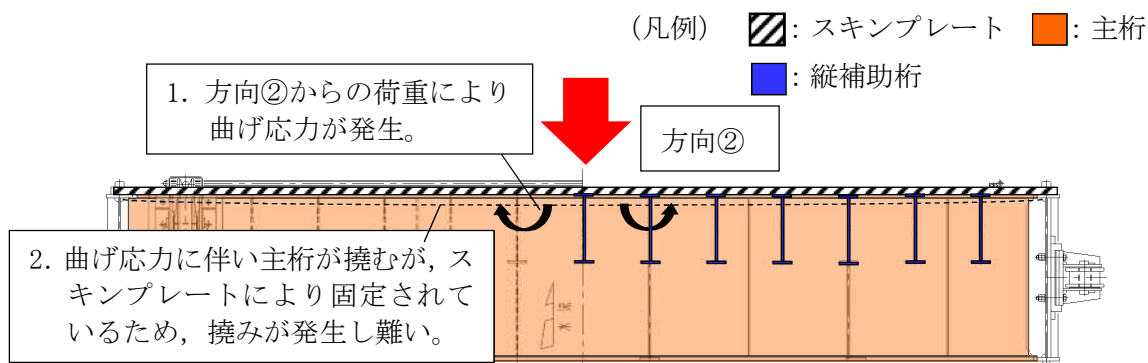 (凡例) : スキンプレート : 主桁
: 縦補助桁
1. 方向②からの荷重により
曲げ応力が発生。
方向②
2. 曲げ応力に伴い主桁が撓むが, ス
キンプレートにより固定されて
いるため, 撓みが発生し難い。